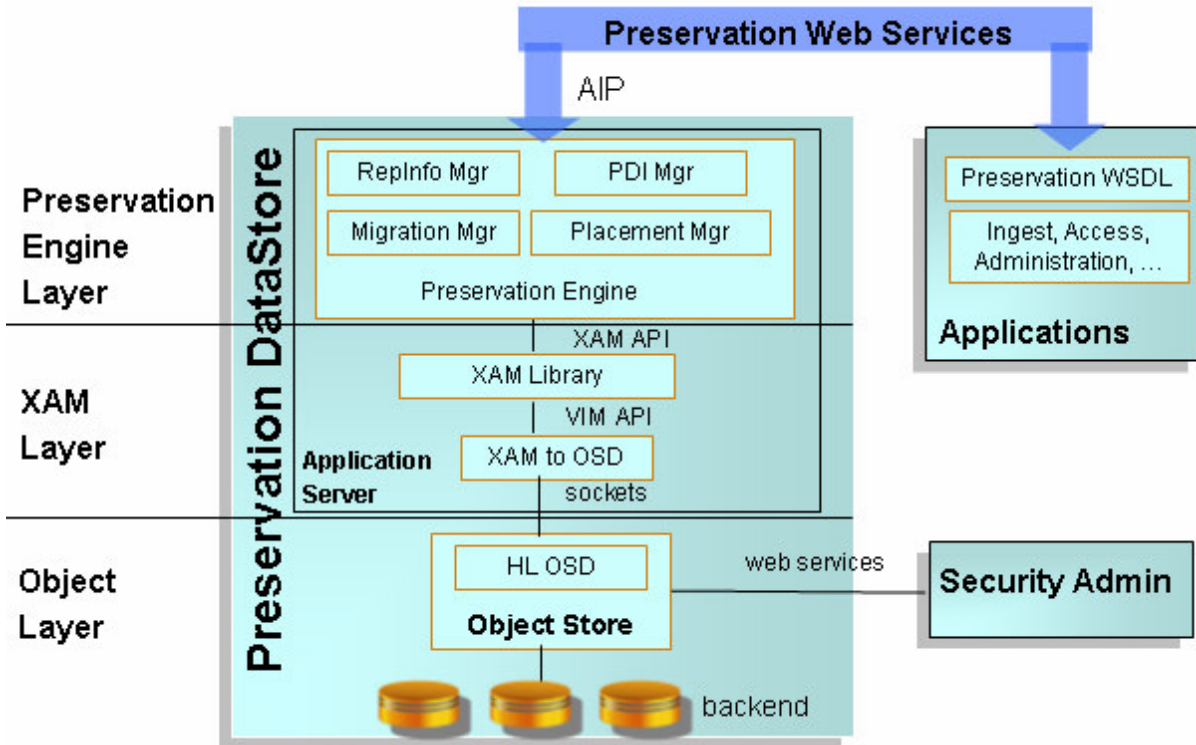 Preservation Web Services
AIP
Preservation
Engine
Layer
Preservation DataStore
RepInfo Mgr
PDI Mgr
Migration Mgr
Placement Mgr
Preservation Engine
Preservation WSDL
Ingest, Access,
Administration, ...
Applications
XAM API
XAM
Layer
XAM Library
VIM API
XAM to OSD
Application
Server
sockets
Object
Layer
HL OSD
Object Store
web services
Security Admin
backend